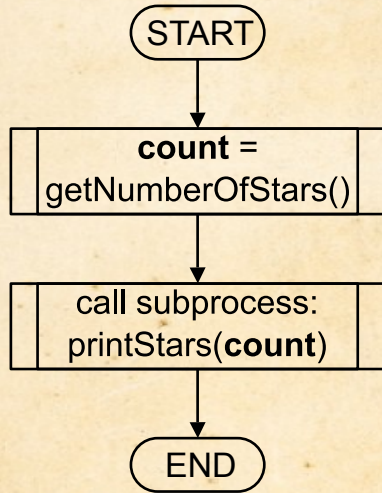 START
count =
getNumberOfStars()
call subprocess:
printStars(count)
END